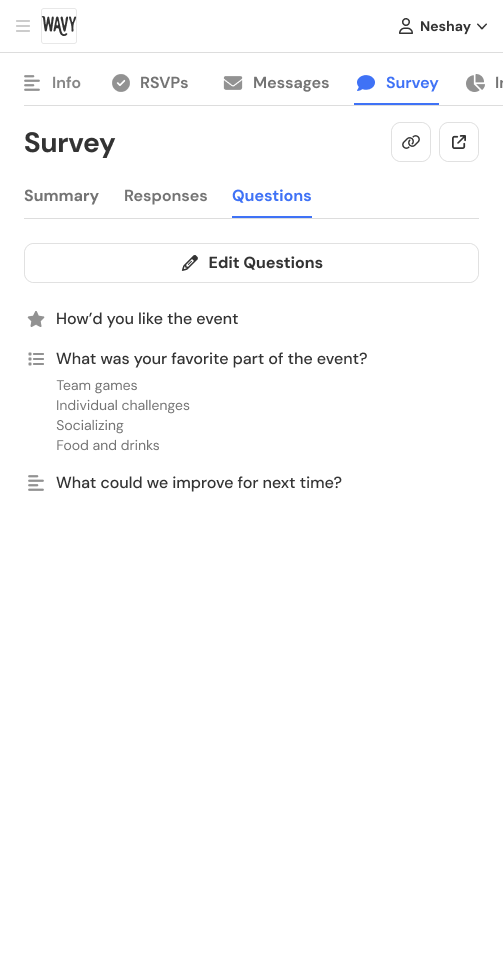 WAVY
Neshay
Info RSVPs Messages Survey
Survey
Summary Responses Questions
Edit Questions
How’d you like the event
What was your favorite part of the event?
Team games
Individual challenges
Socializing
Food and drinks
What could we improve for next time?